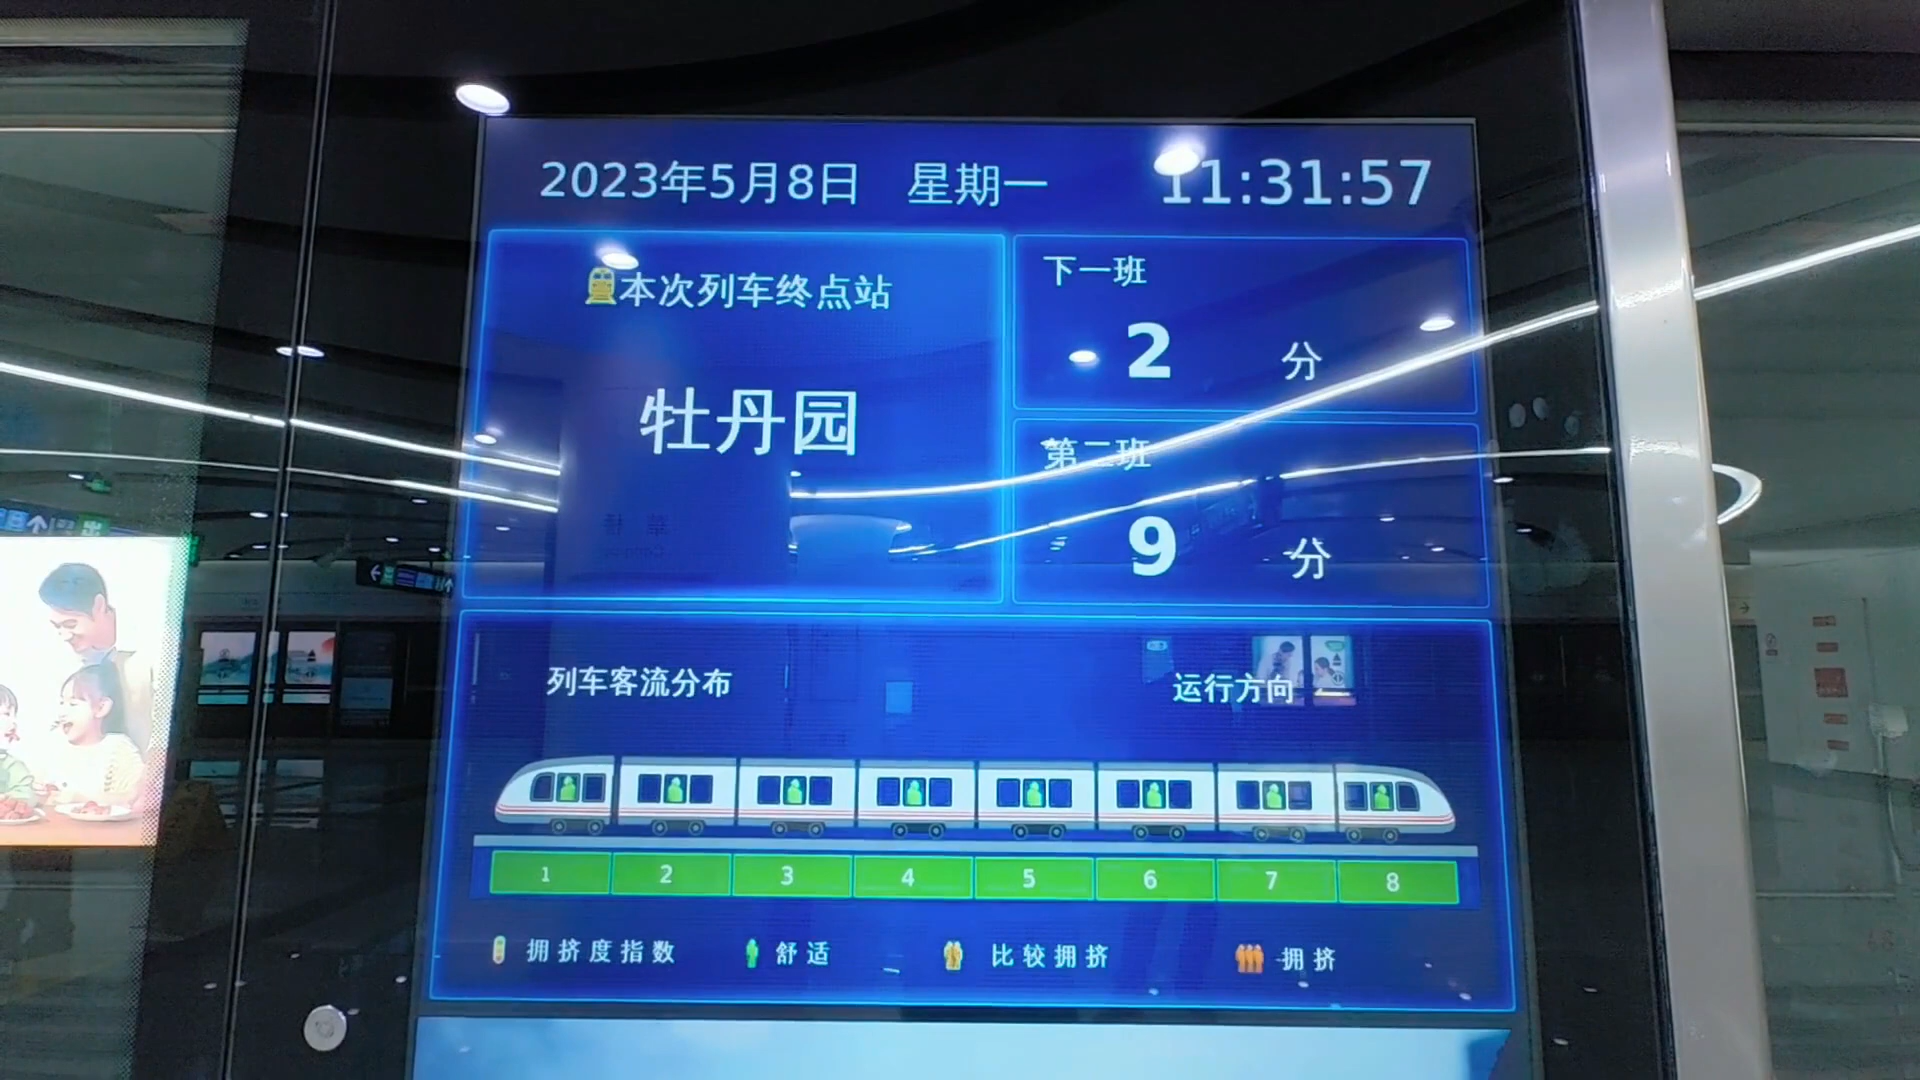 2023年5月8日 星期一 11:31:57
本次列车终点站
牡丹园
下一班
2 分
第二班
9 分
列车客流分布 运行方向
1 2 3 4 5 6 7 8
拥挤度指数 舒适 比较拥挤 拥挤